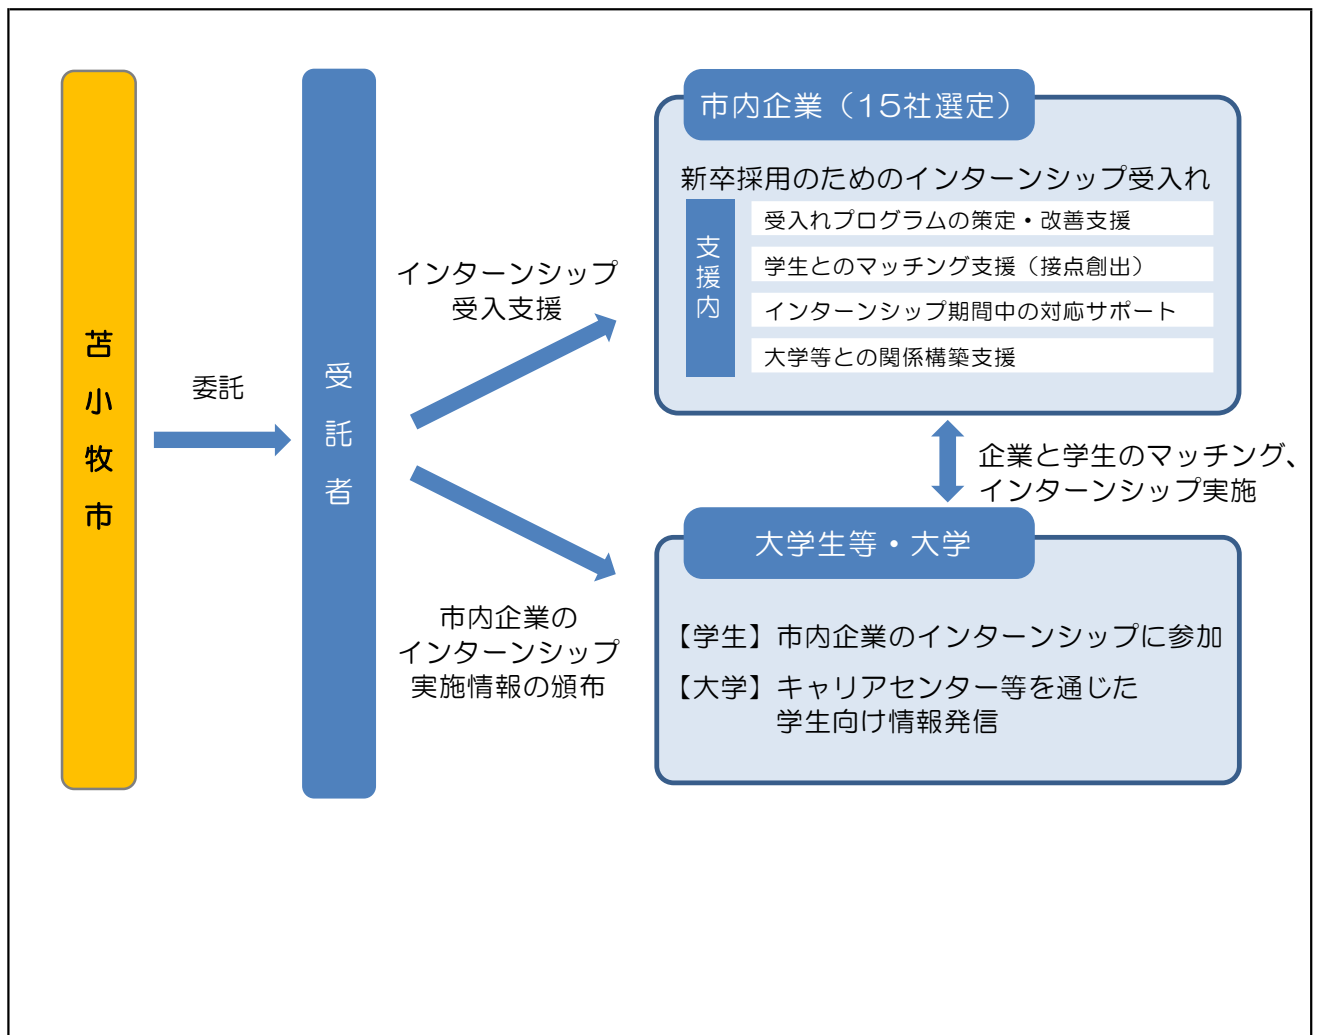 苫小牧市
委託
受託者
インターンシップ
受入支援
市内企業の
インターンシップ
実施情報の頒布
市内企業（15社選定）
新卒採用のためのインターンシップ受入れ
支援内
受入れプログラムの策定・改善支援
学生とのマッチング支援（接点創出）
インターンシップ期間中の対応サポート
大学等との関係構築支援
企業と学生のマッチング、
インターンシップ実施
大学生等・大学
【学生】市内企業のインターンシップに参加
【大学】キャリアセンター等を通じた
学生向け情報発信